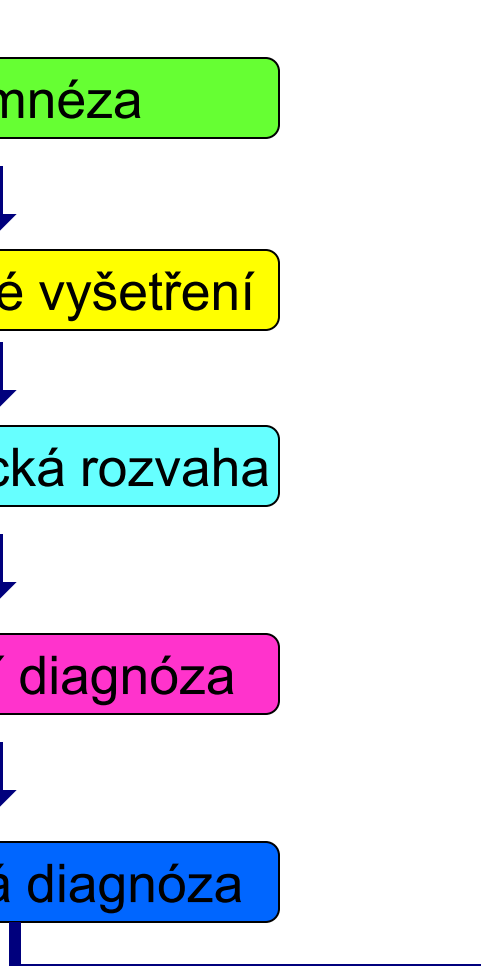 mnéza
é vyšetření
cká rozvaha
í diagnóza
á diagnóza